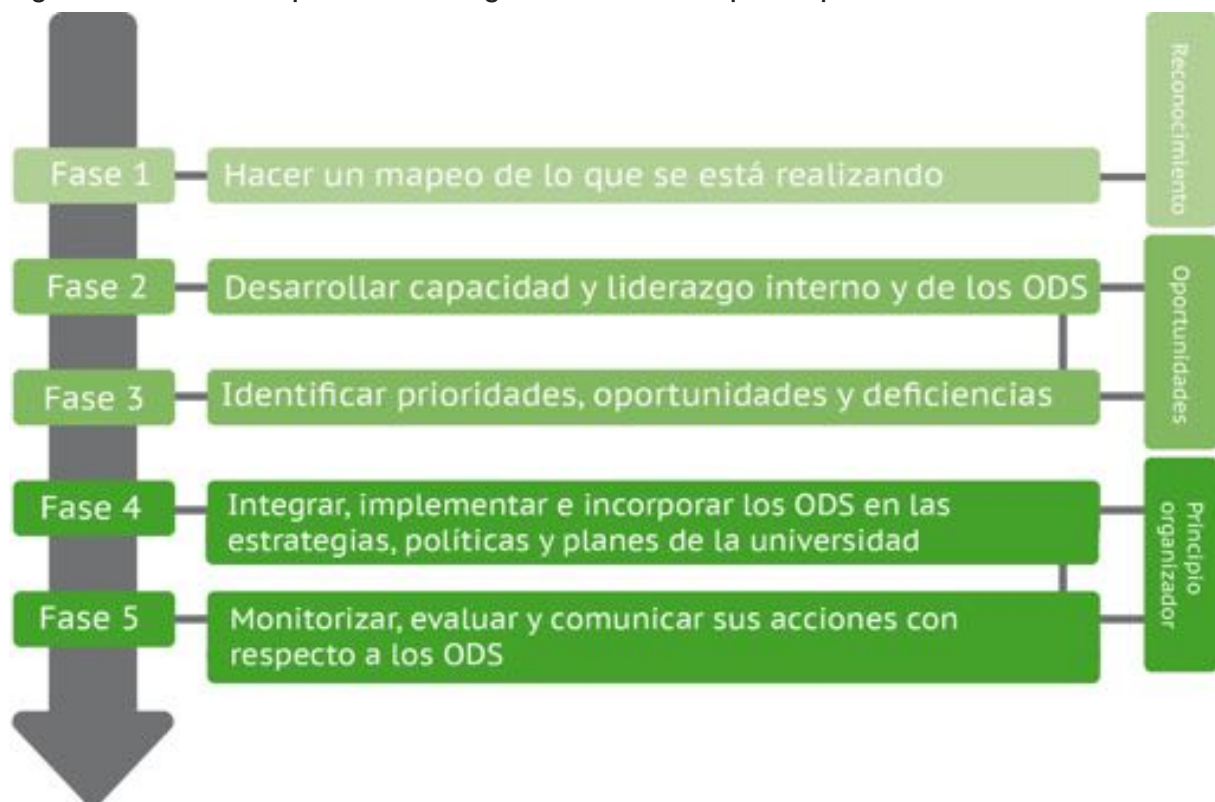 Fase 1
Hacer un mapeo de lo que se está realizando
Reconocimiento
Fase 2
Desarrollar capacidad y liderazgo interno y de los ODS
Fase 3
Identificar prioridades, oportunidades y deficiencias
Oportunidades
Fase 4
Integrar, implementar e incorporar los ODS en las
estrategias, políticas y planes de la universidad
Fase 5
Monitorizar, evaluar y comunicar sus acciones con
respecto a los ODS
Principio
organizador